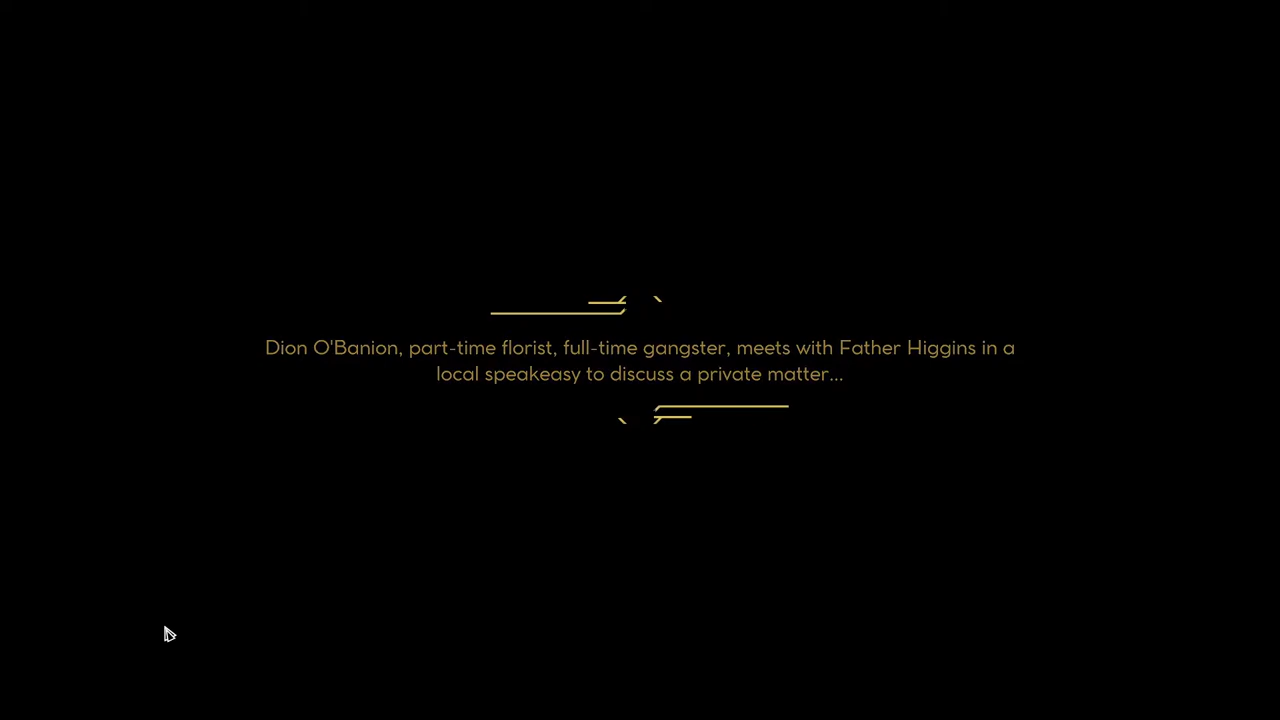 Dion O'Banion, part-time florist, full-time gangster, meets with Father Higgins in a
local speakeasy to discuss a private matter...